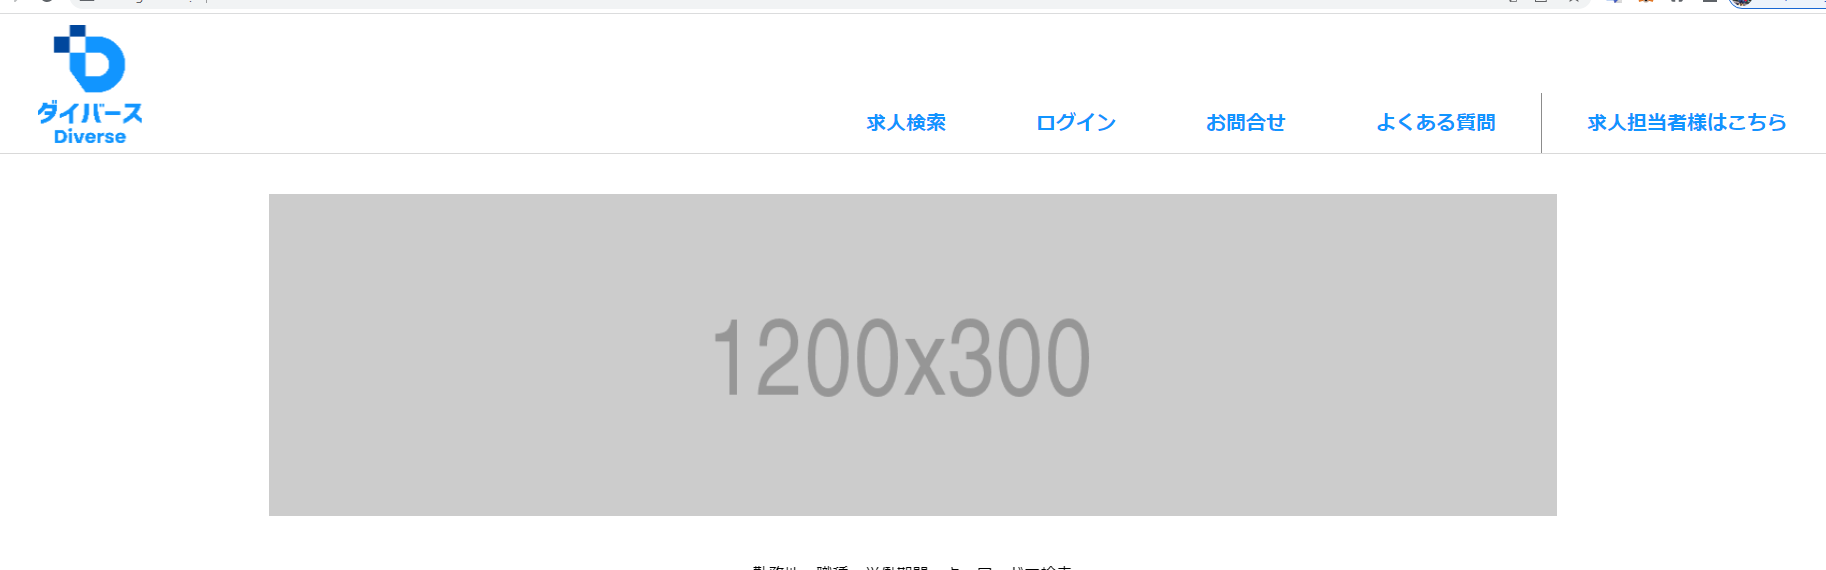 ダイバース
Diverse
求人検索
ログイン
お問合せ
よくある質問
求人担当者様はこちら
1200x300